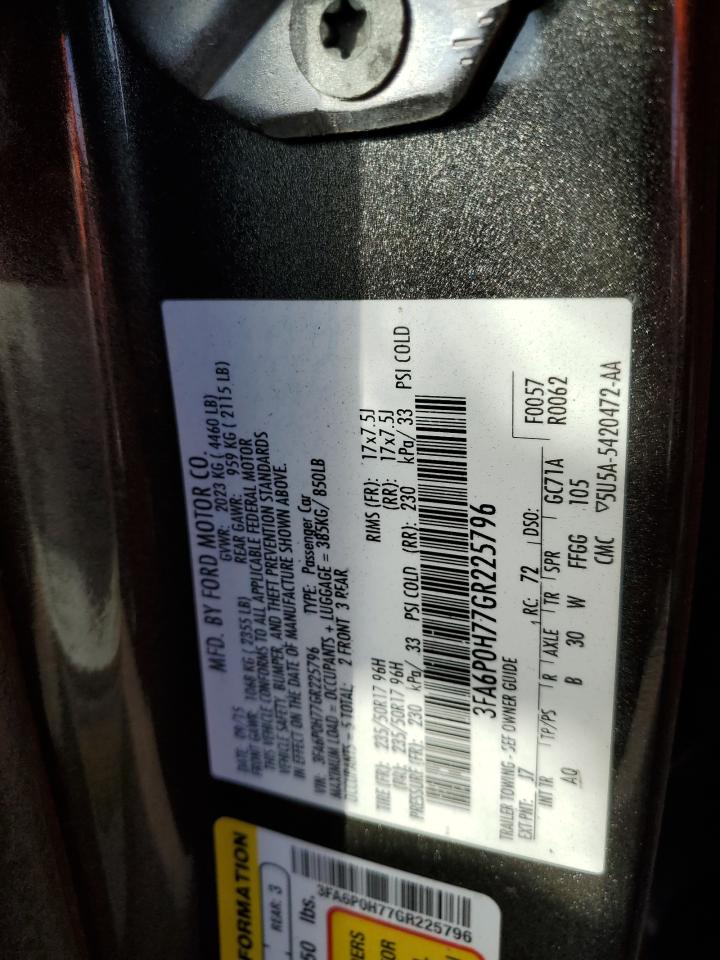 MFD. BY FORD MOTOR CO.
DATE: 09/15 GVWR: 2023 KG ( 4460 LB)
FRONT GAWR: 1068 KG ( 2355 LB) REAR GAWR: 959 KG ( 2115 LB)
THIS VEHICLE CONFORMS TO ALL APPLICABLE FEDERAL MOTOR
VEHICLE SAFETY, BUMPER, AND THEFT PREVENTION STANDARDS
IN EFFECT ON THE DATE OF MANUFACTURE SHOWN ABOVE.
VIN: 3FA6P0H77GR225796 TYPE: Passenger Car
MAXIMUM LOAD = OCCUPANTS + LUGGAGE = 385KG/ 850LB
OCCUPANTS = 5 TOTAL: 2 FRONT 3 REAR
TIRE (FR): 235/50R17 96H RIMS (FR): 17x7.5J
(RR): 235/50R17 96H (RR): 17x7.5J
PRESSURE (FR): 230 kPa/ 33 PSI COLD (RR): 230 kPa/ 33 PSI COLD
3FA6P0H77GR225796
TRAILER TOWING - SEE OWNER GUIDE
EXT PNT: J7 RC: 72 DSO: F0057
R0062
INT TR TP/PS R AXLE TR SPR GC71A
AQ B 30 W FFGG 105
CMC ▽5U5A-5420472-AA
FORMATION
REAR: 3
50 lbs.
3FA6P0H77GR225796